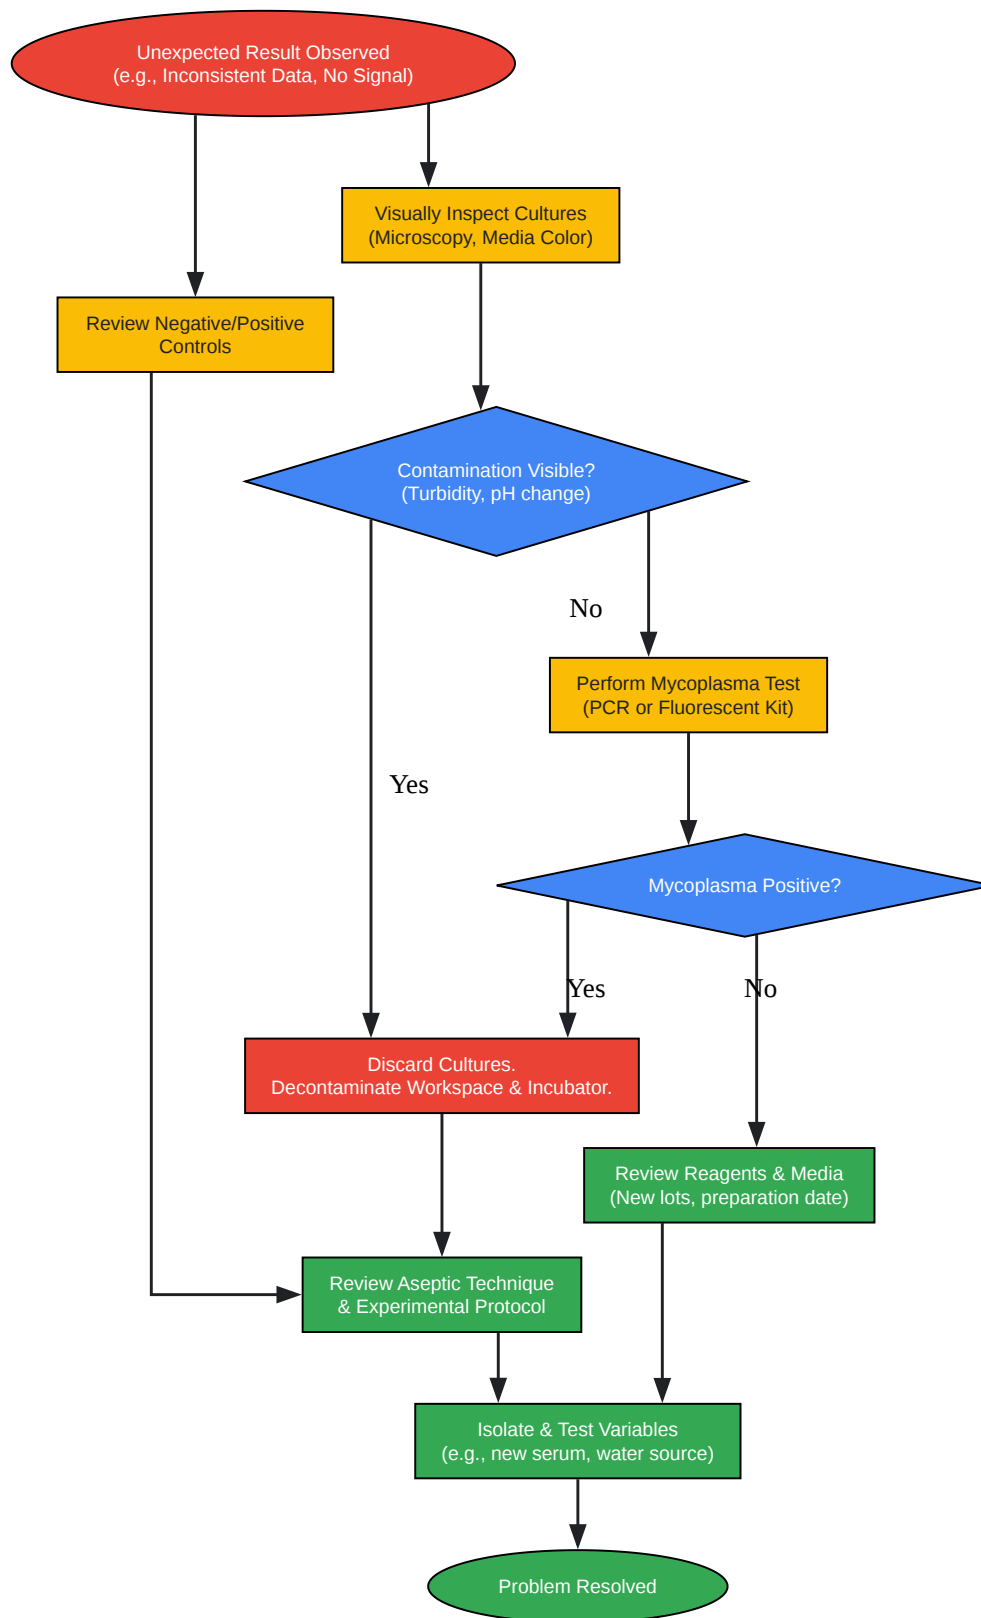 Unexpected Result Observed
(e.g., Inconsistent Data, No Signal)
Visually Inspect Cultures
(Microscopy, Media Color)
Review Negative/Positive
Controls
Contamination Visible?
(Turbidity, pH change)
No
Perform Mycoplasma Test
(PCR or Fluorescent Kit)
Yes
Mycoplasma Positive?
Yes
No
Discard Cultures.
Decontaminate Workspace & Incubator.
Review Reagents & Media
(New lots, preparation date)
Review Aseptic Technique
& Experimental Protocol
Isolate & Test Variables
(e.g., new serum, water source)
Problem Resolved